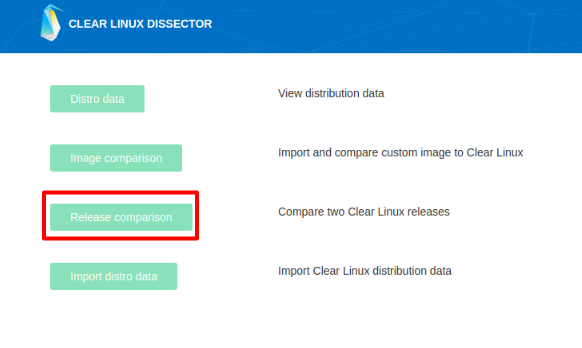 CLEAR LINUX DISSECTOR
Distro data View distribution data
Image comparison Import and compare custom image to Clear Linux
Release comparison Compare two Clear Linux releases
Import distro data Import Clear Linux distribution data